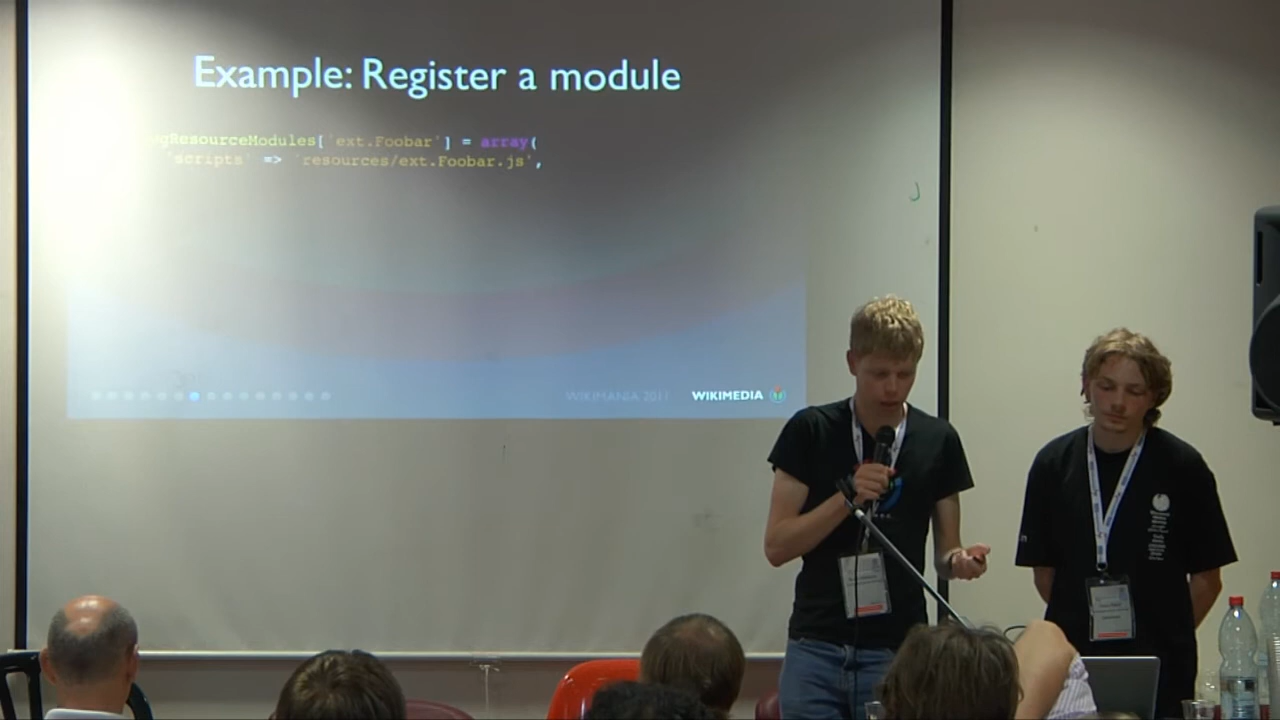 Example: Register a module
gResourceModules['ext.Foobar'] = array(
'scripts' => 'resources/ext.Foobar.js',
WIKIMANIA 2011 WIKIMEDIA